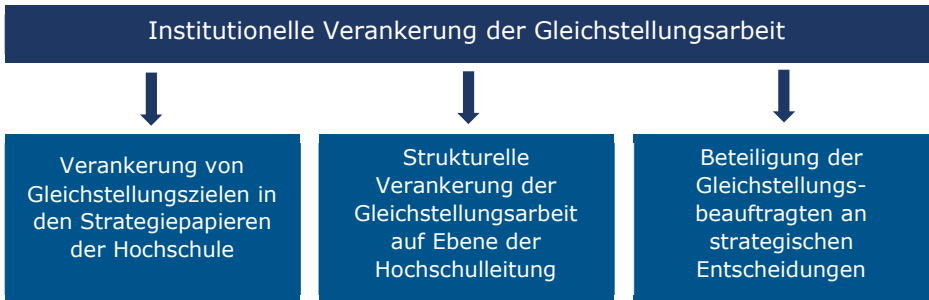 Institutionelle Verankerung der Gleichstellungsarbeit
Verankerung von
Gleichstellungszielen in
den Strategiepapieren
der Hochschule
Strukturelle
Verankerung der
Gleichstellungsarbeit
auf Ebene der
Hochschulleitung
Beteiligung der
Gleichstellungs-
beauftragten an
strategischen
Entscheidungen